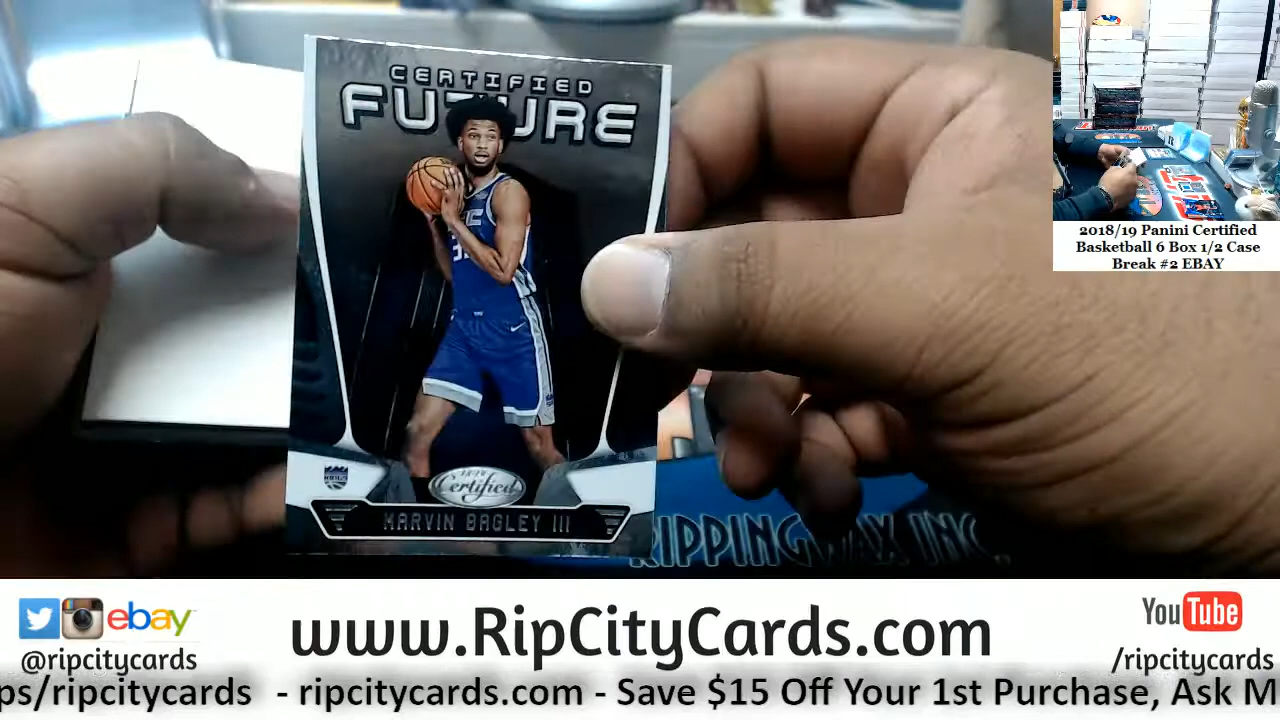 CERTIFIED
FUTURE
Certified
MARVIN BAGLEY III
KINGS
2018/19 Panini Certified
Basketball 6 Box 1/2 Case
Break #2 EBAY
RIPPINGWAX INC.
ebay
@ripcitycards
www.RipCityCards.com
YouTube
/ripcitycards
ps/ripcitycards - ripcitycards.com - Save $15 Off Your 1st Purchase, Ask M